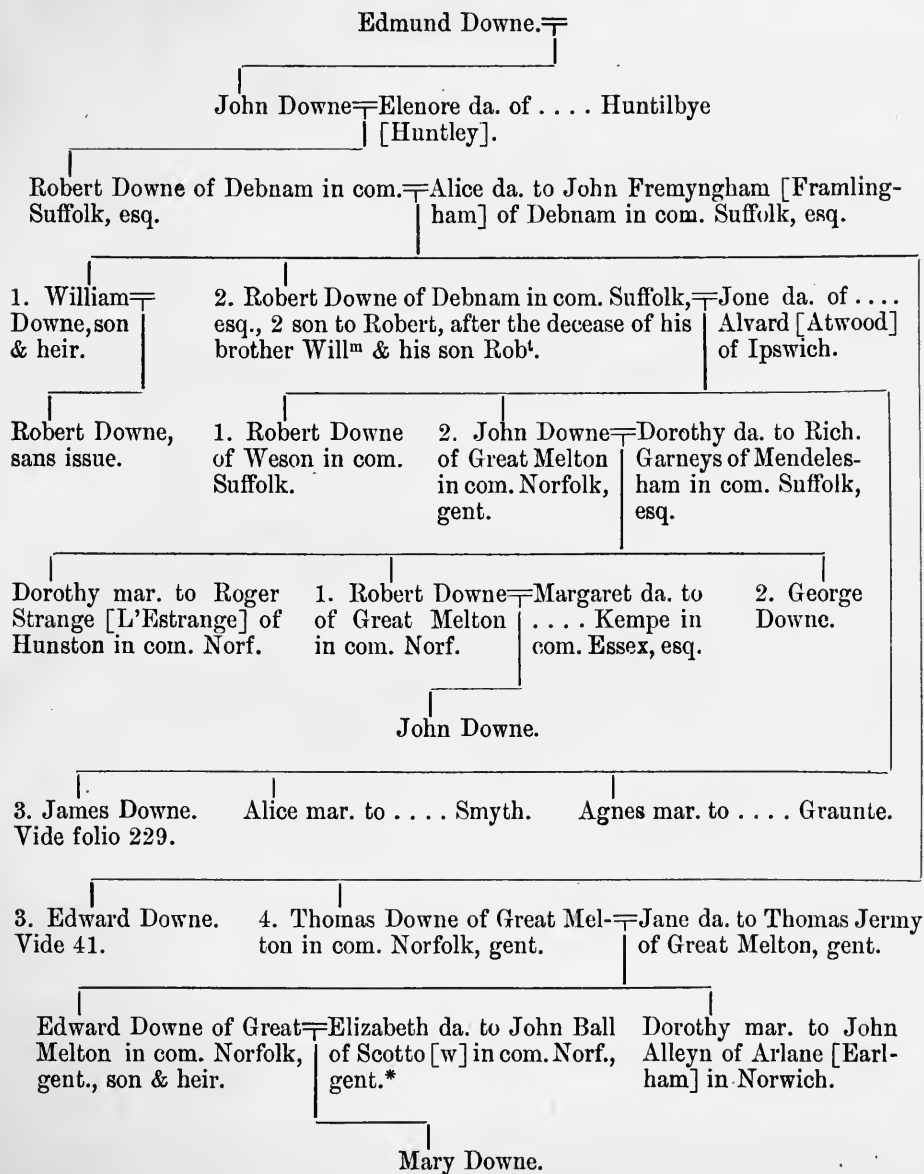 Edmund Downe.
John Downe Elenore da. of .... Huntilbye
[Huntley].
Robert Downe of Debnam in com. Suffolk, esq.
Alice da. to John Fremyngham [Framling-
ham] of Debnam in com. Suffolk, esq.
1. William
Downe, son
& heir.
2. Robert Downe of Debnam in com. Suffolk,
esq., 2 son to Robert, after the decease of his
brother Willm & his son Robt.
Jone da. of ....
Alvard [Atwood]
of Ipswich.
Robert Downe,
sans issue.
1. Robert Downe
of Weson in com.
Suffolk.
2. John Downe
of Great Melton
in com. Norfolk,
gent.
Dorothy da. to Rich.
Garneys of Mendeles-
ham in com. Suffolk,
esq.
Dorothy mar. to Roger
Strange [L'Estrange] of
Hunston in com. Norf.
1. Robert Downe
of Great Melton
in com. Norf.
Margaret da. to
.... Kempe in
com. Essex, esq.
2. George
Downe.
John Downe.
3. James Downe.
Vide folio 229.
Alice mar. to .... Smyth.
Agnes mar. to .... Graunte.
3. Edward Downe.
Vide 41.
4. Thomas Downe of Great Mel-
ton in com. Norfolk, gent.
Jane da. to Thomas Jermy
of Great Melton, gent.
Edward Downe of Great
Melton in com. Norfolk,
gent., son & heir.
Elizabeth da. to John Ball
of Scotto [w] in com. Norf.,
gent.*
Dorothy mar. to John
Alleyn of Arlane [Earl-
ham] in Norwich.
Mary Downe.